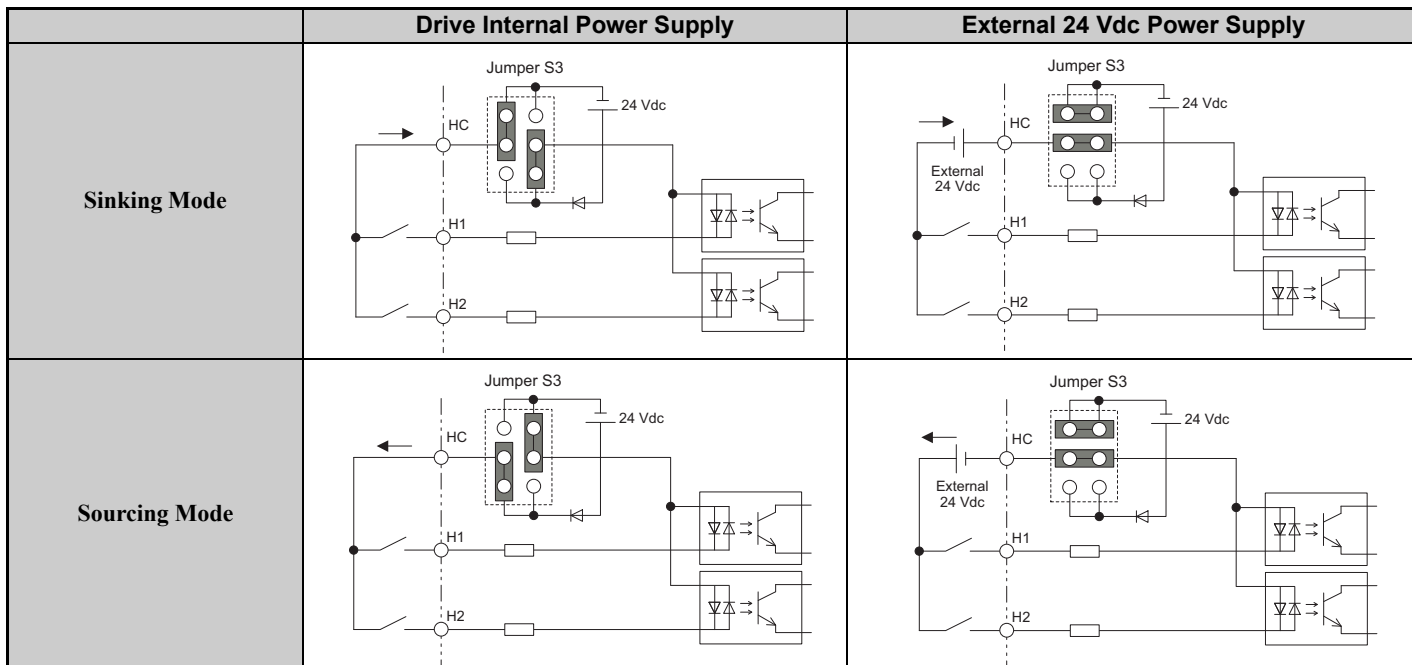 Drive Internal Power Supply
External 24 Vdc Power Supply
Sinking Mode
Jumper S3
24 Vdc
HC
H1
H2
Jumper S3
24 Vdc
HC
External
24 Vdc
H1
H2
Sourcing Mode
Jumper S3
24 Vdc
HC
H1
H2
Jumper S3
24 Vdc
HC
External
24 Vdc
H1
H2